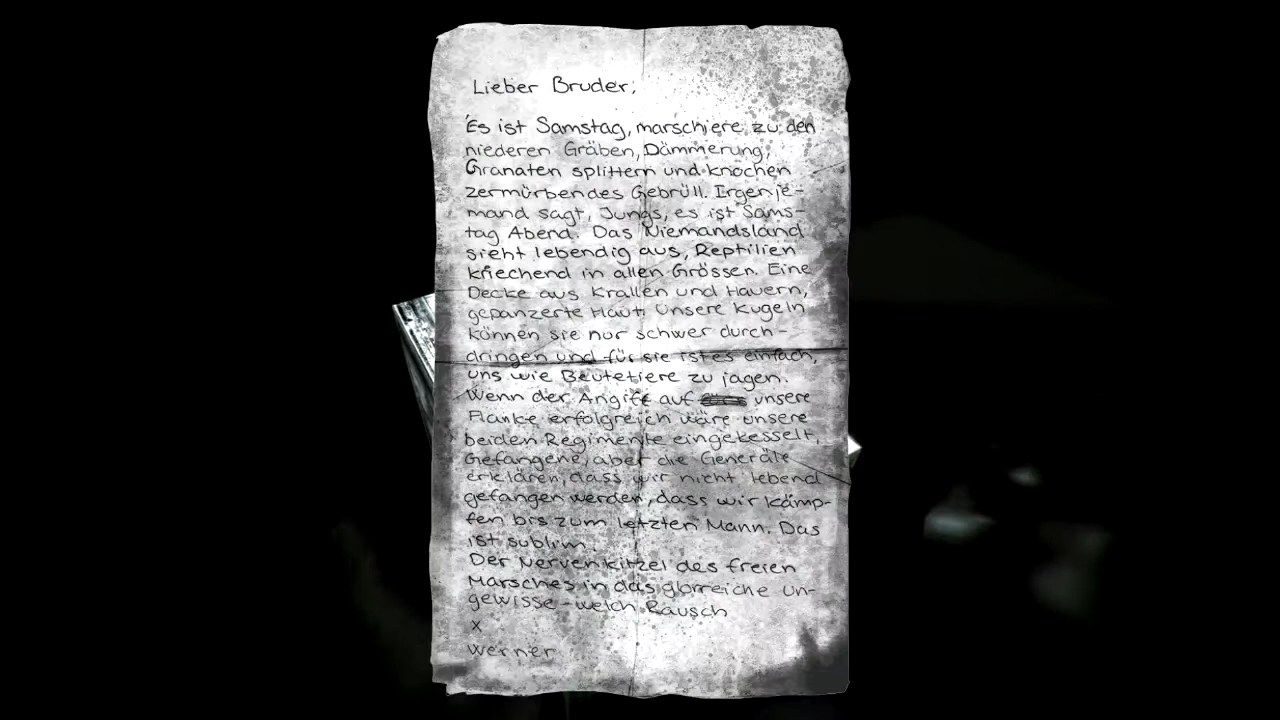 Lieber Bruder,
Es ist Samstag, marschiere zu den
niederen Gräben, Dämmerung,
Granaten splittern und knochen
zermürbendes Gebrüll. Irgenje-
mand sagt, Jungs, es ist Sams-
tag Abend. Das Niemandsland
sieht lebendig aus, Reptilien
kriechend in allen Grössen. Eine
Decke aus Krallen und Hauern,
gepanzerte Haut. Unsere Kugeln
können sie nur schwer durch-
dringen und für sie ist es einfach,
uns wie Beutetiere zu jagen.
Wenn der Angiff auf unsere
Flanke erfolgreich wäre unsere
beiden Regimente eingekesselt,
Gefangene, aber die Generäle
erklären, dass wir nicht lebend
gefangen werden, dass wir kämp-
fen bis zum letzten Mann. Das
ist sublim.
Der Nervenkitzel des freien
Marsches in das glorreiche un-
gewisse - welch Rausch
x
Werner